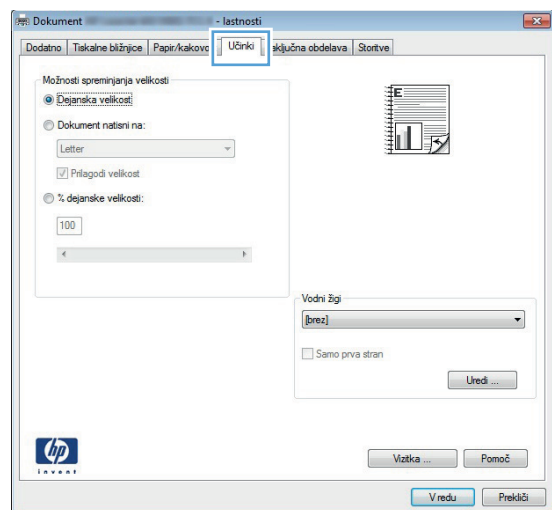 Dokument - lastnosti
Dodatno Tiskalne bližnjice Papir/kakovo Učinki ključna obdelava Storitve
Možnosti spreminjanja velikosti
Dejanska velikost
Dokument natisni na:
Letter
Prilagodi velikost
% dejanske velikosti:
100
E
Vodni žigi
[brez]
Samo prva stran
Uredi ...
hp
invent
Vizitka ... Pomoč
V redu Prekliči